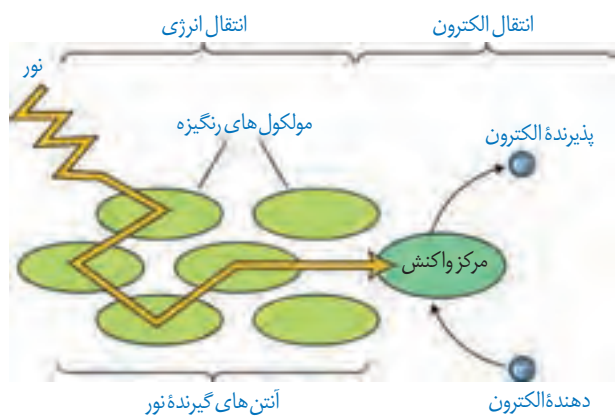 انتقال الکترون
انتقال انرژی
نور
مولکول های رنگیزه
پذیرندهٔ الکترون
مرکز واکنش
آنتن های گیرندهٔ نور
دهندهٔ الکترون